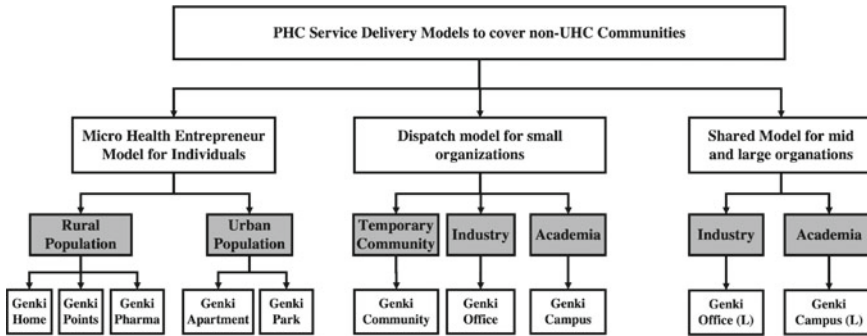 PHC Service Delivery Models to cover non-UHC Communities
Micro Health Entrepreneur
Model for Individuals
Dispatch model for small
organizations
Shared Model for mid
and large organations
Rural
Population
Urban
Population
Temporary
Community
Industry
Academia
Industry
Academia
Genki
Home
Genki
Points
Genki
Pharma
Genki
Apartment
Genki
Park
Genki
Community
Genki
Office
Genki
Campus
Genki
Office (L)
Genki
Campus (L)